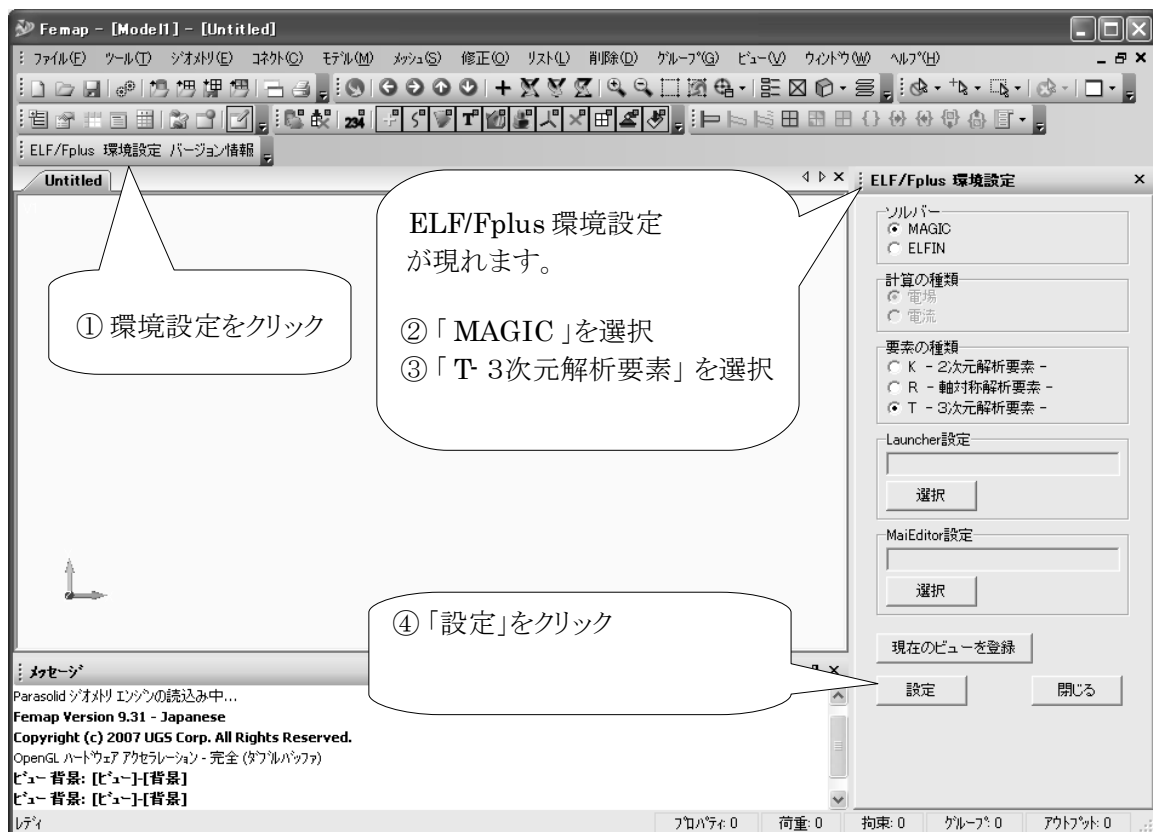 Femap - [Model1] - [Untitled]
ファイル(F) ツール(T) ジオメトリ(E) コネクト(C) モデル(M) メッシュ(S) 修正(O) リスト(L) 削除(D) グループ(G) ビュー(V) ウィンドウ(W) ヘルプ(H)
ELF/Fplus 環境設定 バージョン情報
Untitled
ELF/Fplus 環境設定
が現れます。
②「 MAGIC 」を選択
③「 T- 3次元解析要素」 を選択
① 環境設定をクリック
④「設定」をクリック
ELF/Fplus 環境設定
ソルバー
MAGIC
ELFIN
計算の種類
電場
電流
要素の種類
K - 2次元解析要素 -
R - 軸対称解析要素 -
T - 3次元解析要素 -
Launcher設定
選択
MaiEditor設定
選択
現在のビューを登録
設定 閉じる
メッセージ
Parasolid ジオメトリ エンジンの読込み中...
Femap Version 9.31 - Japanese
Copyright (c) 2007 UGS Corp. All Rights Reserved.
OpenGL ハードウェア アクセラレーション - 完全 (ダブルバッファ)
ビュー 背景: [ビュー]-[背景]
ビュー 背景: [ビュー]-[背景]
レディ プロパティ: 0 荷重: 0 拘束: 0 グループ: 0 アウトプット: 0